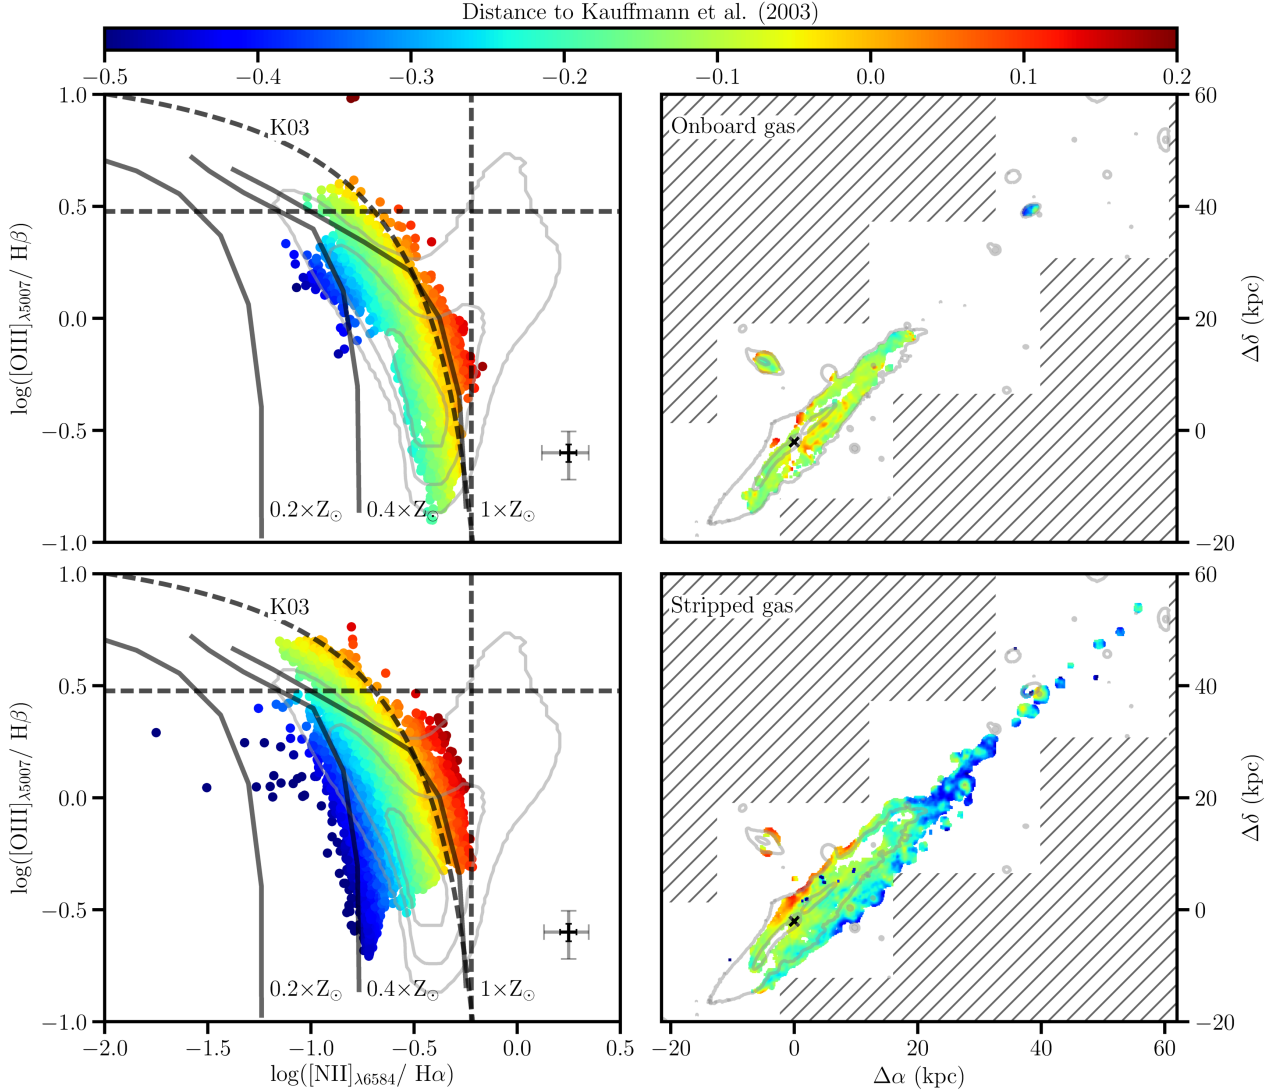 Distance to Kauffmann et al. (2003)
−0.5 −0.4 −0.3 −0.2 −0.1 0.0 0.1 0.2
1.0
0.5
0.0
−0.5
−1.0
log([OIII]λ5007/ Hβ)
K03
0.2×Z⊙ 0.4×Z⊙ 1×Z⊙
Onboard gas
60
40
20
0
−20
Δδ (kpc)
1.0
0.5
0.0
−0.5
−1.0
log([OIII]λ5007/ Hβ)
K03
0.2×Z⊙ 0.4×Z⊙ 1×Z⊙
−2.0 −1.5 −1.0 −0.5 0.0 0.5
log([NII]λ6584/ Hα)
Stripped gas
60
40
20
0
−20
Δδ (kpc)
−20 0 20 40 60
Δα (kpc)